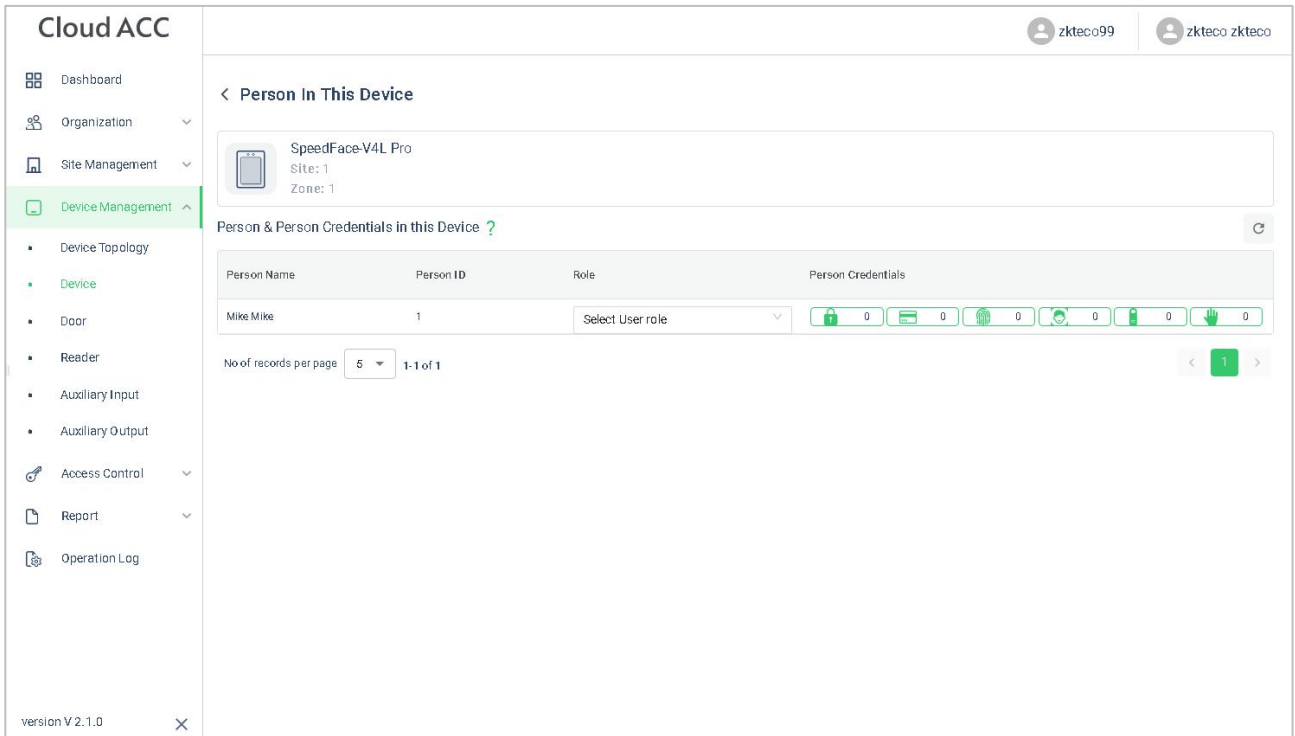 Cloud ACC
zkteco99
zkteco zkteco
Dashboard
Organization
Site Management
Device Management
Device Topology
Device
Door
Reader
Auxiliary Input
Auxiliary Output
Access Control
Report
Operation Log
version V 2.1.0
< Person In This Device
SpeedFace-V4L Pro
Site: 1
Zone: 1
Person & Person Credentials in this Device ?
Person Name Person ID Role Person Credentials
Mike Mike 1 Select User role 0 0 0 0 0 0
No of records per page 5 1-1 of 1 < 1 >